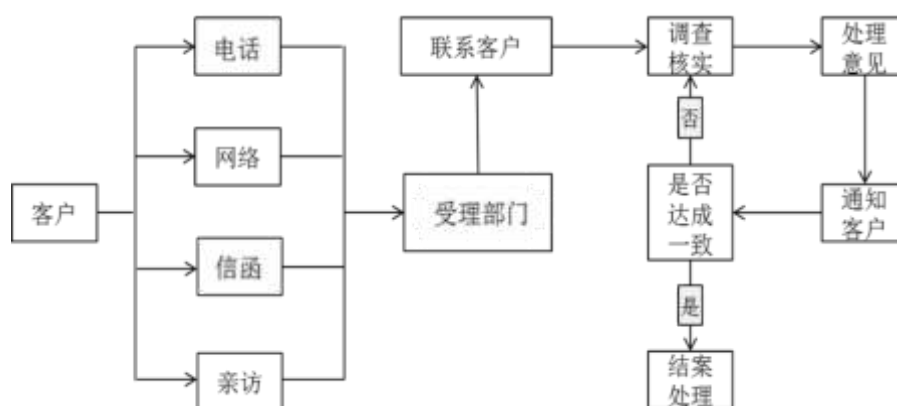 客户
电话
网络
信函
亲访
受理部门
联系客户
调查
核实
处理
意见
通知
客户
是否
达成
一致
否
是
结案
处理